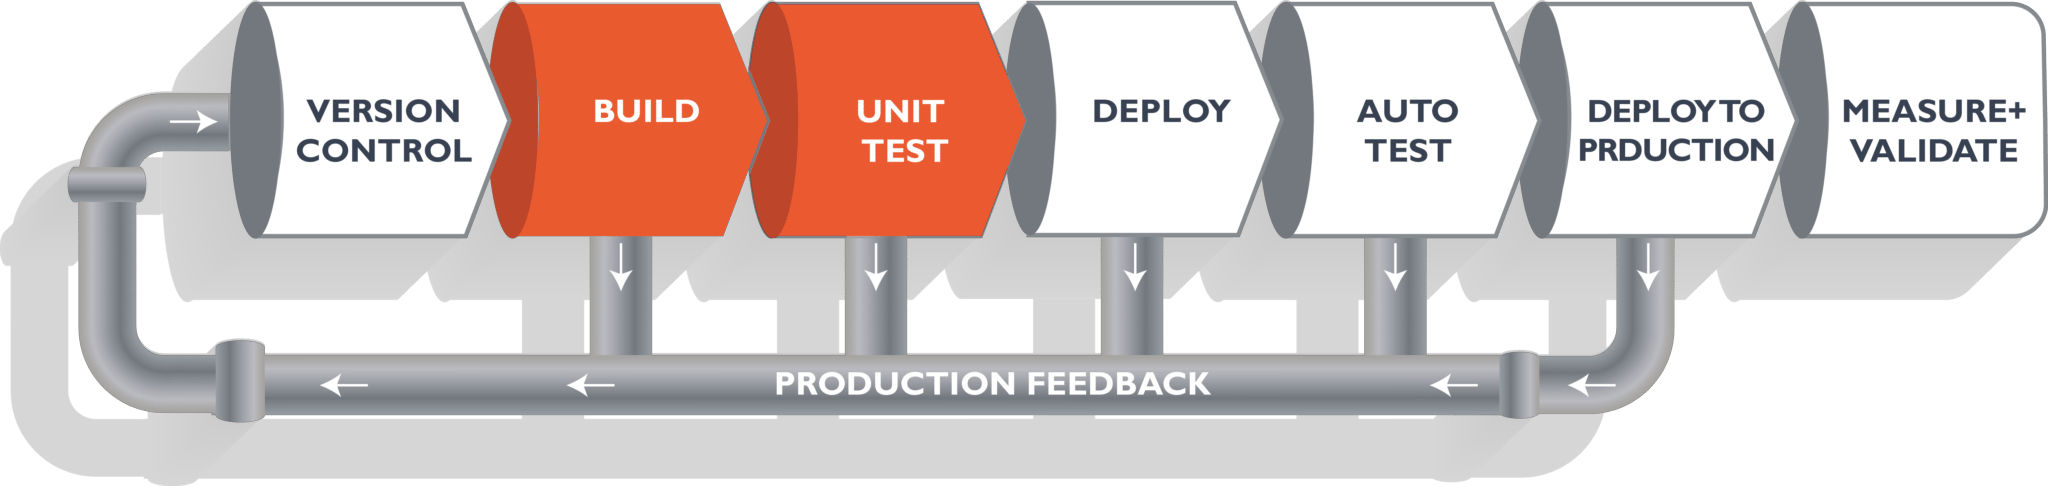 VERSION
CONTROL
BUILD
UNIT
TEST
DEPLOY
AUTO
TEST
DEPLOY TO
PRDUCTION
MEASURE+
VALIDATE
PRODUCTION FEEDBACK